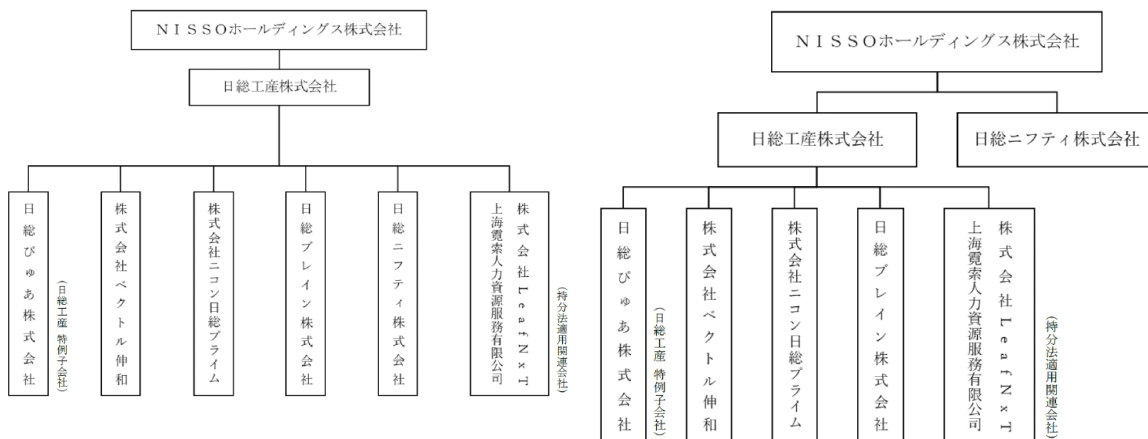 NISSOホールディングス株式会社
日総工産株式会社
日総ぴゅあ株式会社
(日総工産 特例子会社)
株式会社ベクトル伸和
株式会社ニコン日総プライム
日総ブレイン株式会社
日総ニフティ株式会社
株式会社LeafNxT
上海霓索人力資源服務有限公司
(持分法適用関連会社)
NISSOホールディングス株式会社
日総工産株式会社
日総ニフティ株式会社
日総ぴゅあ株式会社
(日総工産 特例子会社)
株式会社ベクトル伸和
株式会社ニコン日総プライム
日総ブレイン株式会社
株式会社LeafNxT
上海霓索人力資源服務有限公司
(持分法適用関連会社)